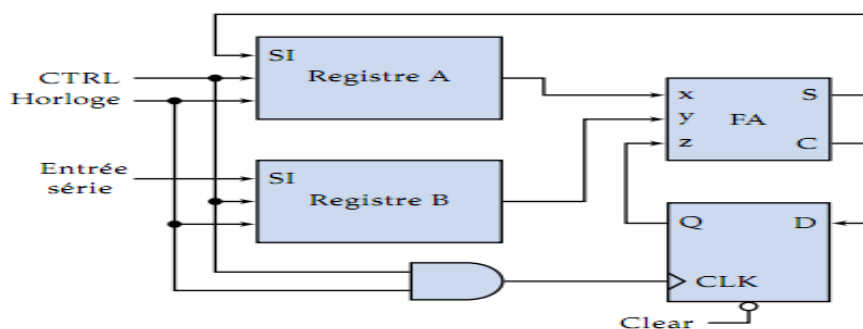 SI
Registre A
CTRL
Horloge
x
S
y
FA
z
C
Entrée
série
SI
Registre B
Q
D
CLK
Clear